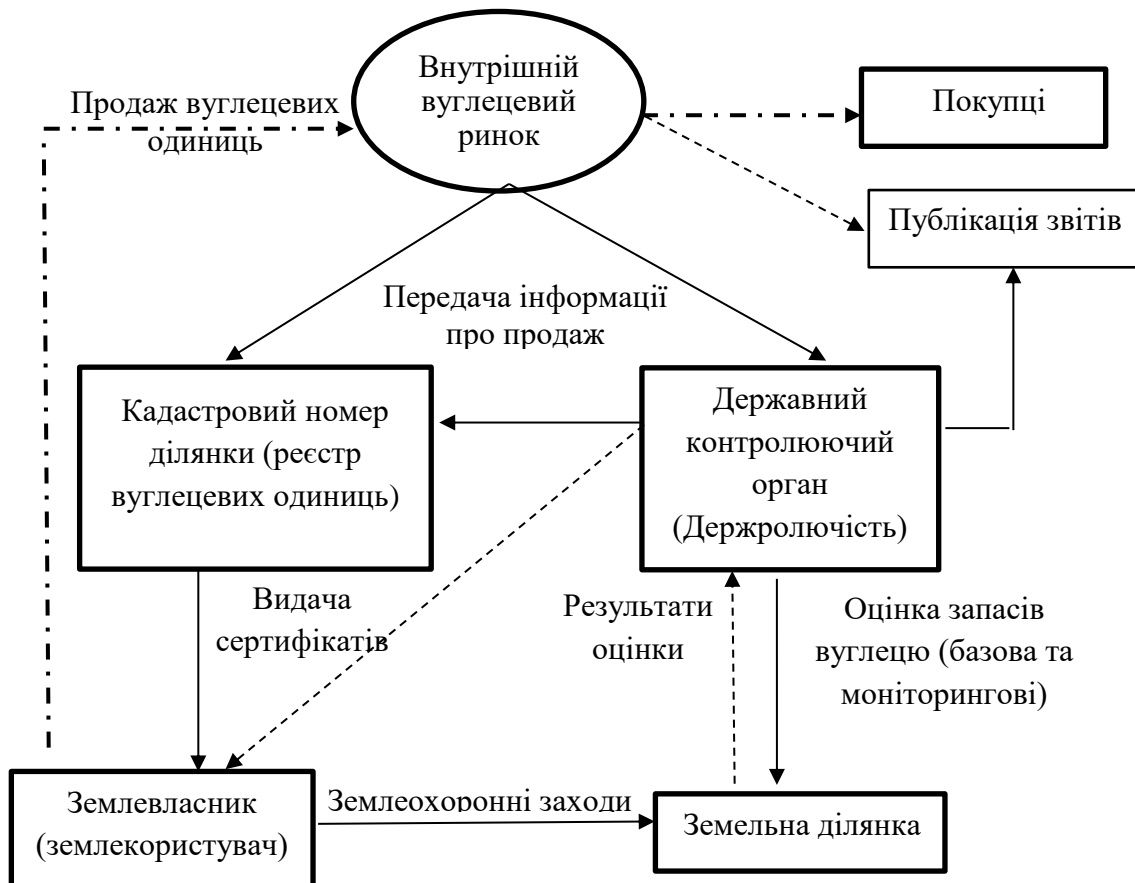 Внутрішній
вуглецевий
ринок
Продаж вуглецевих
одиниць
Покупці
Публікація звітів
Передача інформації
про продаж
Кадастровий номер
ділянки (реєстр
вуглецевих одиниць)
Державний
контролюючий
орган
(Держролючість)
Видача
сертифікатів
Результати
оцінки
Оцінка запасів
вуглецю (базова та
моніторингові)
Землевласник
(землекористувач)
Землеохоронні заходи
Земельна ділянка